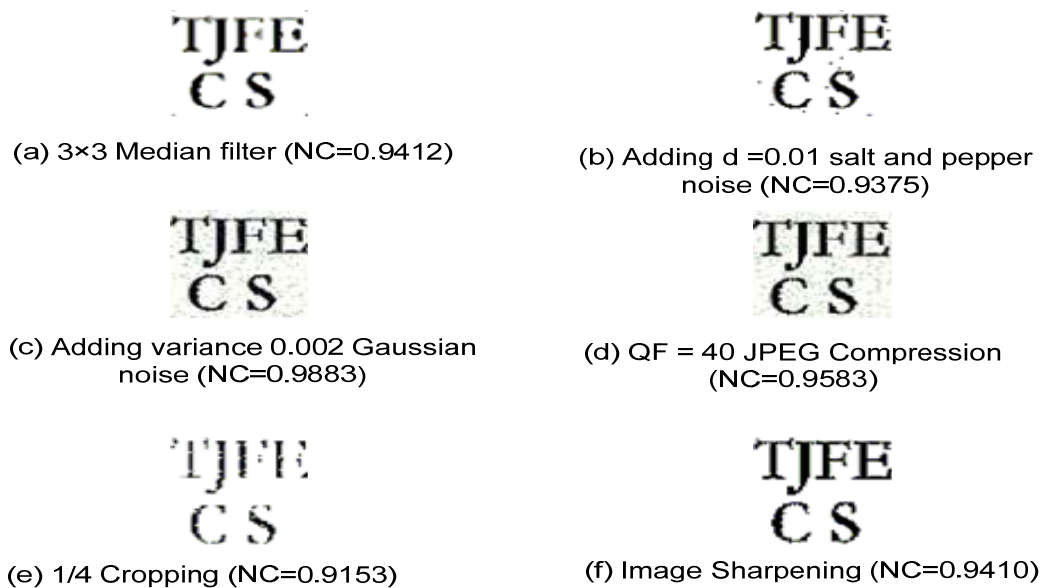 TJFE
C S
(a) 3×3 Median filter (NC=0.9412)
TJFE
C S
(b) Adding d =0.01 salt and pepper
noise (NC=0.9375)
TJFE
C S
(c) Adding variance 0.002 Gaussian
noise (NC=0.9883)
TJFE
C S
(d) QF = 40 JPEG Compression
(NC=0.9583)
TJFE
C S
(e) 1/4 Cropping (NC=0.9153)
TJFE
C S
(f) Image Sharpening (NC=0.9410)